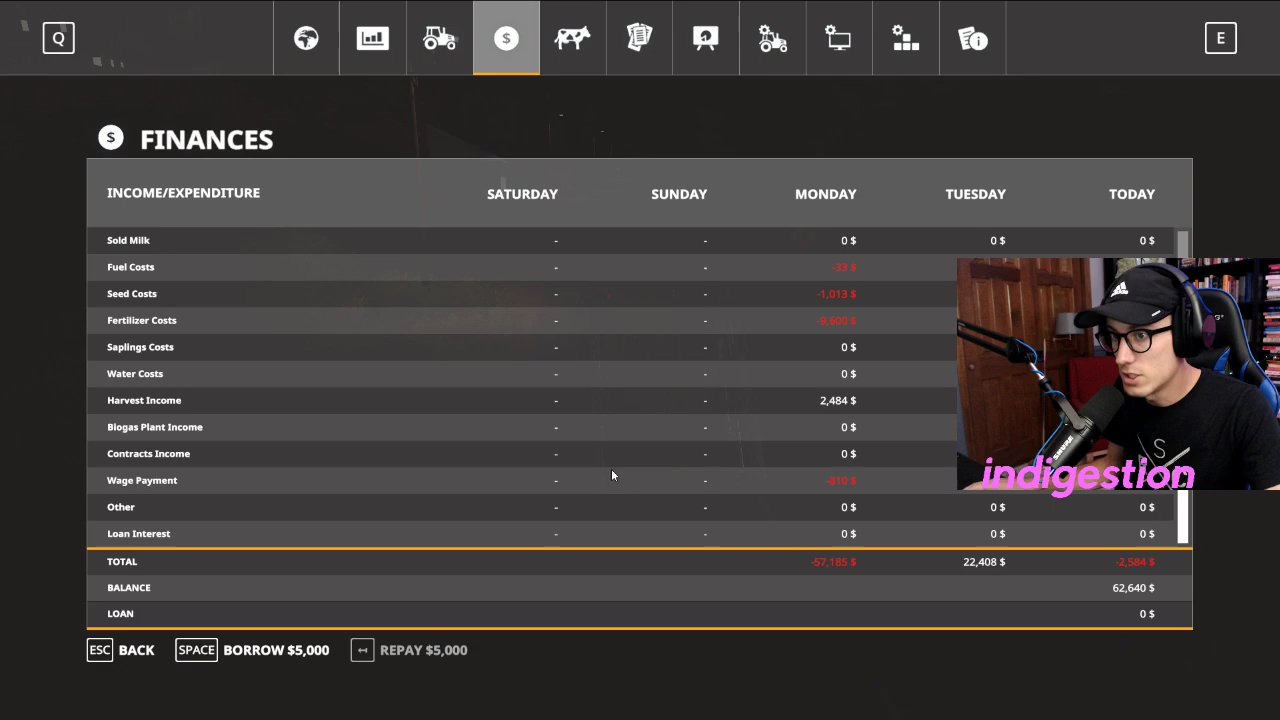 Q
$
E
$ FINANCES
INCOME/EXPENDITURE SATURDAY SUNDAY MONDAY TUESDAY TODAY
Sold Milk - - 0 $ 0 $ 0 $
Fuel Costs - - -33 $
Seed Costs - - -1,013 $
Fertilizer Costs - - -9,600 $
Saplings Costs - - 0 $
Water Costs - - 0 $
Harvest Income - - 2,484 $
Biogas Plant Income - - 0 $
Contracts Income - - 0 $
Wage Payment - - -810 $
Other - - 0 $ 0 $ 0 $
Loan Interest - - 0 $ 0 $ 0 $
TOTAL -57,185 $ 22,408 $ -2,584 $
BALANCE 62,640 $
LOAN 0 $
ESC BACK SPACE BORROW $5,000 ↔ REPAY $5,000
SHURE
S
indigestion